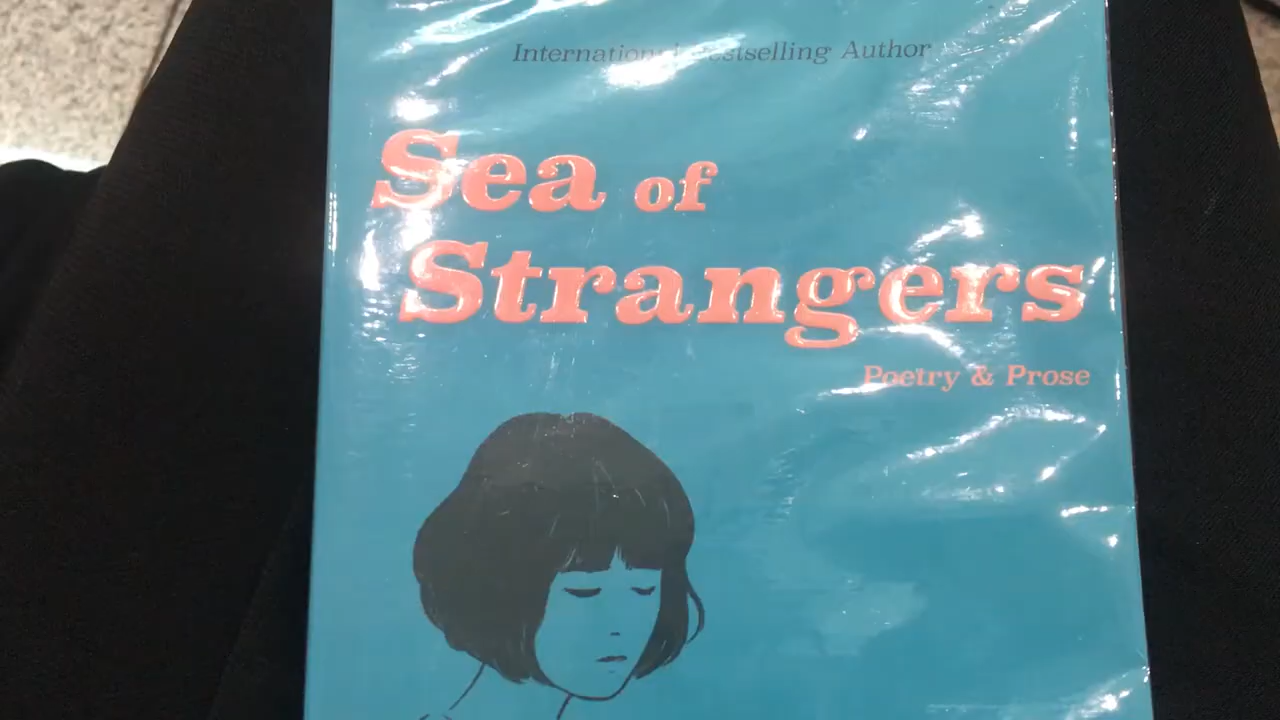 International Bestselling Author
Sea of
Strangers
Poetry & Prose